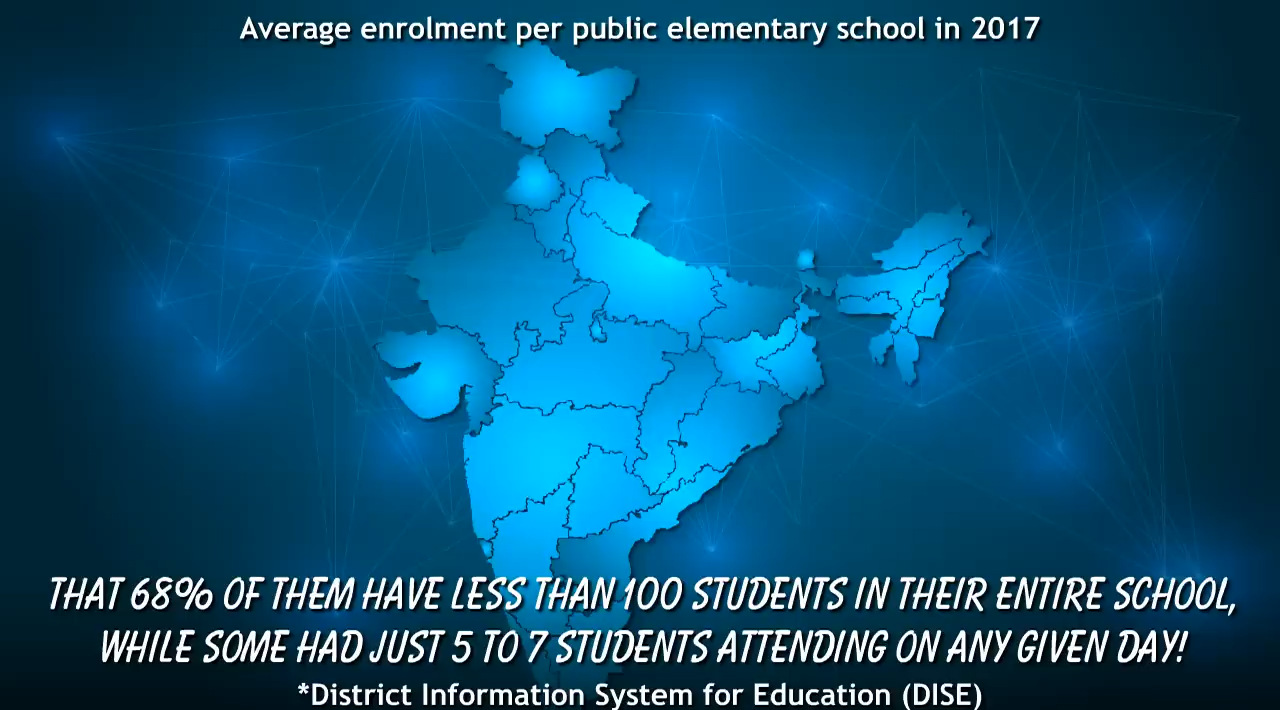 Average enrolment per public elementary school in 2017
THAT 68% OF THEM HAVE LESS THAN 100 STUDENTS IN THEIR ENTIRE SCHOOL,
WHILE SOME HAD JUST 5 TO 7 STUDENTS ATTENDING ON ANY GIVEN DAY!
*District Information System for Education (DISE)